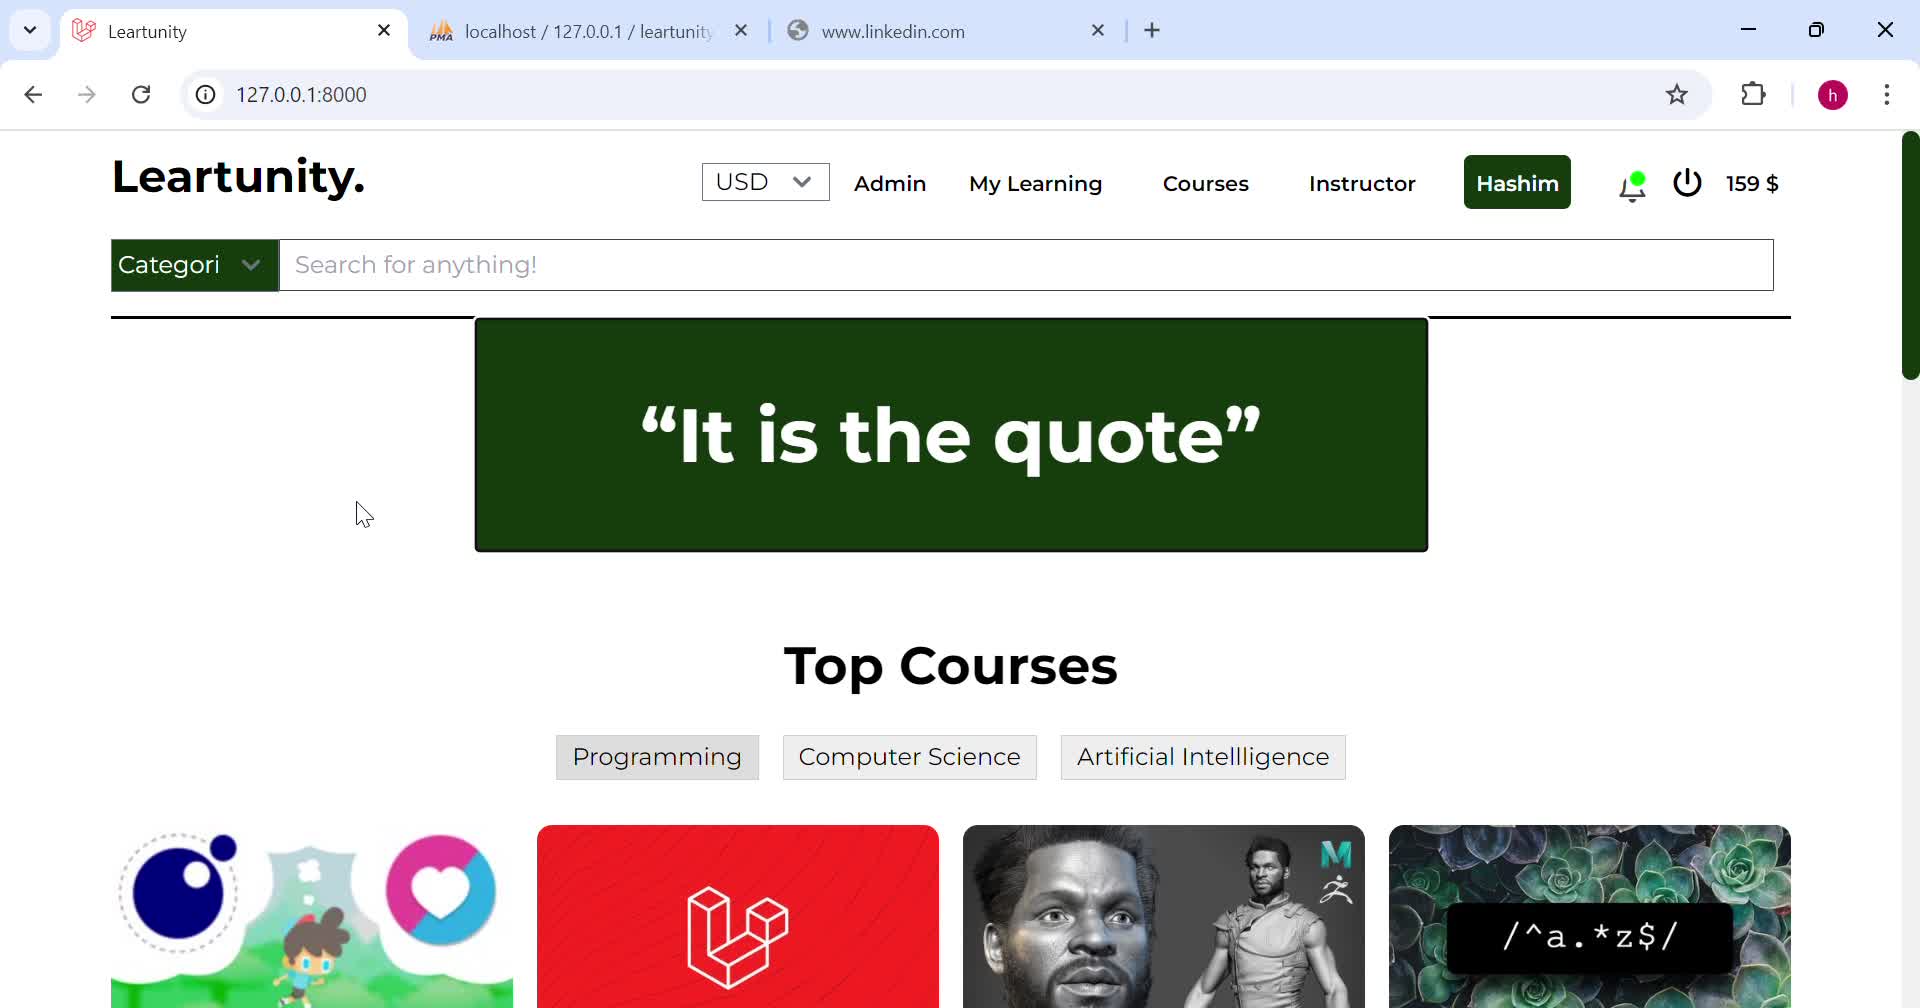 Leartunity
localhost / 127.0.0.1 / leartunity
www.linkedin.com
127.0.0.1:8000
h
Leartunity.
USD
Admin
My Learning
Courses
Instructor
Hashim
159 $
Categori
Search for anything!
“It is the quote”
Top Courses
Programming
Computer Science
Artificial Intellligence
PMA
M
/^a.*z$/